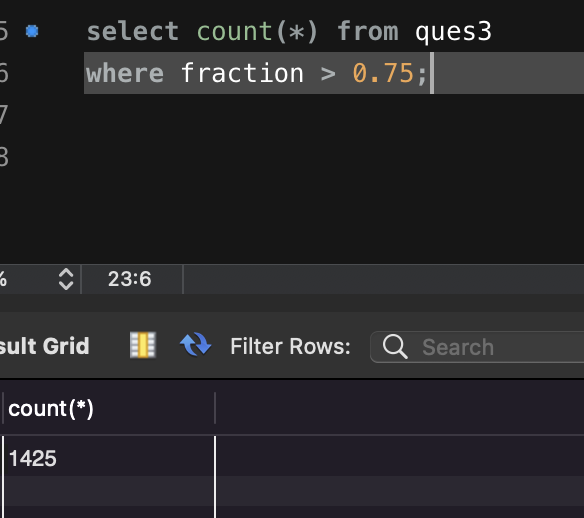 5 select count(*) from ques3
6 where fraction > 0.75;
7
8
% 23:6
sult Grid Filter Rows: Search
count(*)
1425